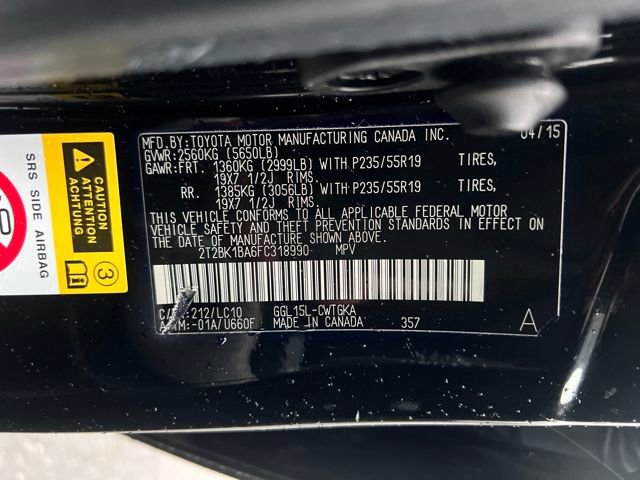 MFD.BY:TOYOTA MOTOR MANUFACTURING CANADA INC. 04/15
GVWR:2560KG (5650LB)
GAWR:FRT. 1360KG (2999LB) WITH P235/55R19 TIRES,
19X7 1/2J RIMS.
RR. 1385KG (3056LB) WITH P235/55R19 TIRES,
19X7 1/2J RIMS.
THIS VEHICLE CONFORMS TO ALL APPLICABLE FEDERAL MOTOR
VEHICLE SAFETY AND THEFT PREVENTION STANDARDS IN EFFECT ON
THE DATE OF MANUFACTURE SHOWN ABOVE.
2T2BK1BA6FC318990 MPV
212/LC10 GGL15L-CWTGKA
-01A/U660F MADE IN CANADA 357 A
SRS SIDE AIRBAG
CAUTION
ATTENTION
ACHTUNG
3